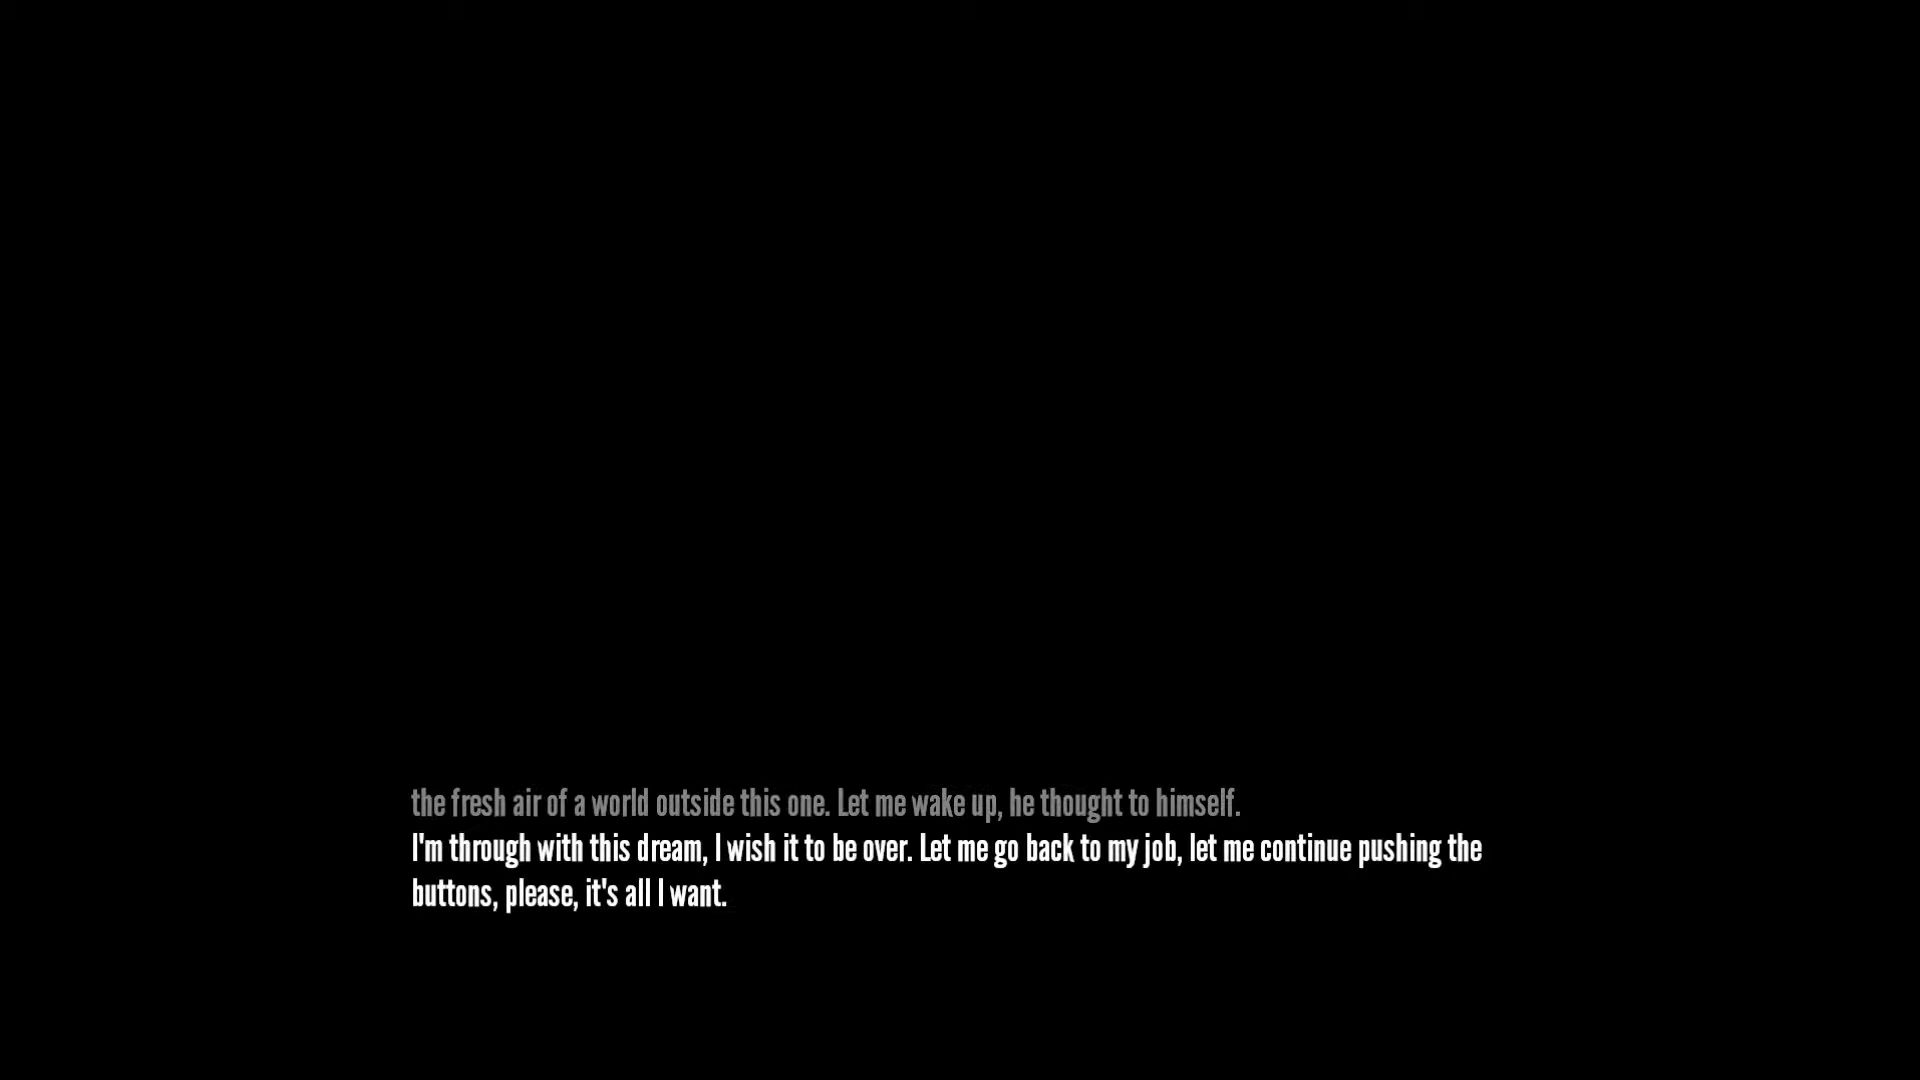 the fresh air of a world outside this one. Let me wake up, he thought to himself.
I'm through with this dream, I wish it to be over. Let me go back to my job, let me continue pushing the
buttons, please, it's all I want.